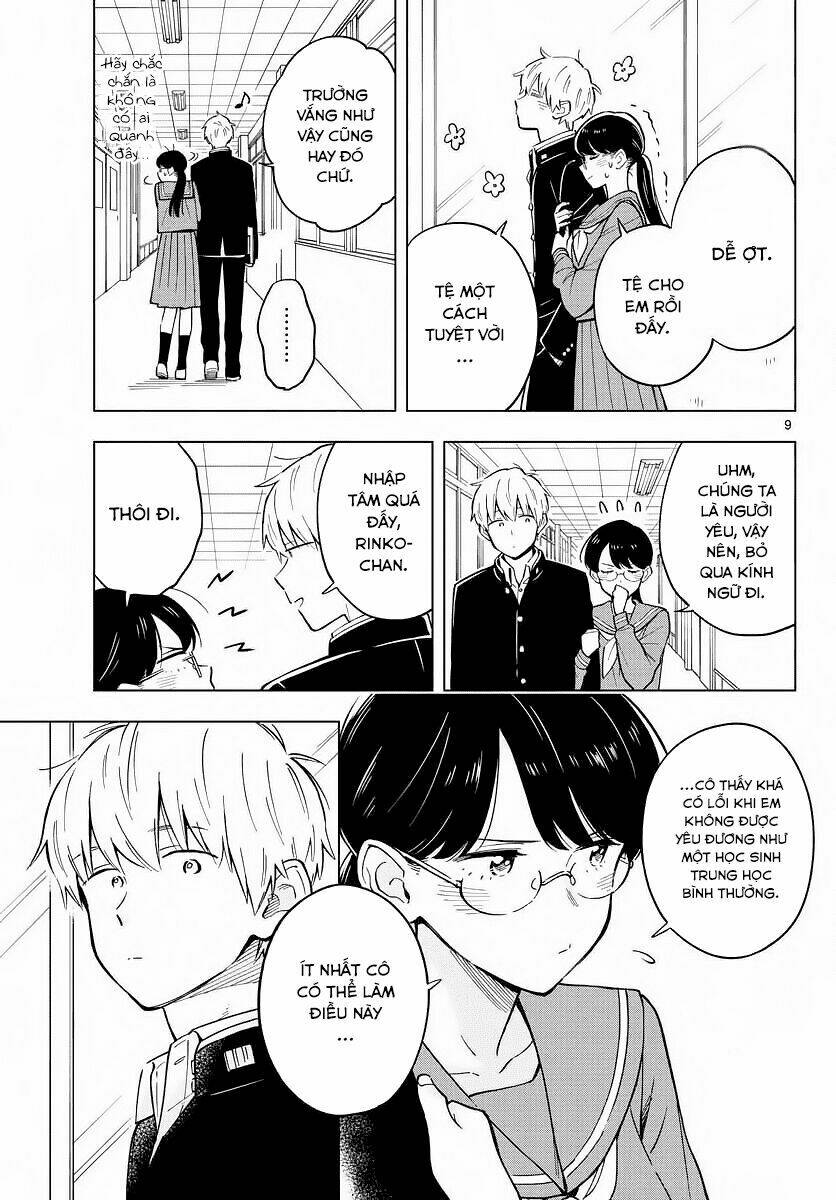 DỄ ỢT.
TỆ CHO
EM RỒI
ĐẤY.
TỆ MỘT
CÁCH
TUYỆT VỜI
...
TRƯỜNG
VẮNG NHƯ
VẬY CŨNG
HAY ĐÓ
CHỨ.
Hãy chắc
chắn là
không
có ai
quanh
đây...
........
9
UHM,
CHÚNG TA
LÀ NGƯỜI
YÊU, VẬY
NÊN, BỎ
QUA KÍNH
NGỮ ĐI.
NHẬP
TÂM QUÁ
ĐẤY,
RINKO-
CHAN.
THÔI ĐI.
...CÔ THẤY KHÁ
CÓ LỖI KHI EM
KHÔNG ĐƯỢC
YÊU ĐƯƠNG NHƯ
MỘT HỌC SINH
TRUNG HỌC
BÌNH THƯỜNG.
ÍT NHẤT CÔ
CÓ THỂ LÀM
ĐIỀU NÀY
...